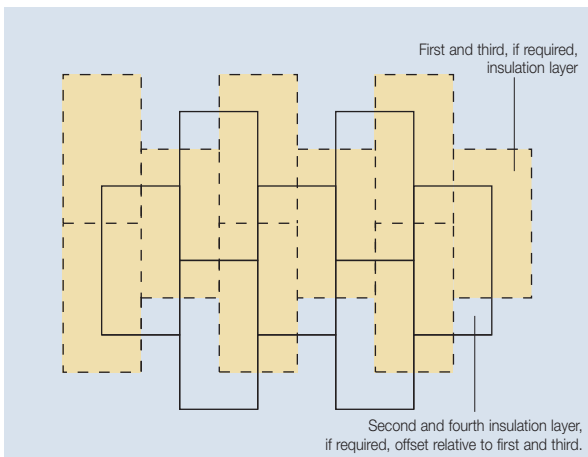 First and third, if required,
insulation layer
Second and fourth insulation layer,
if required, offset relative to first and third.